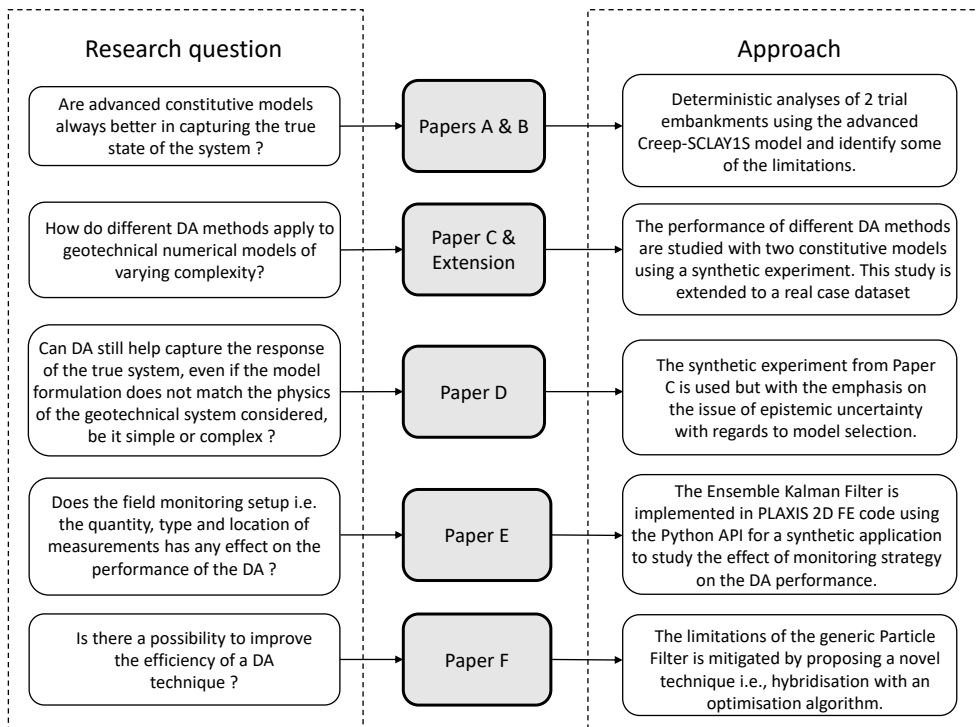 Research question
Approach
Are advanced constitutive models
always better in capturing the true
state of the system ?
Papers A & B
Deterministic analyses of 2 trial
embankments using the advanced
Creep-SCLAY1S model and identify some
of the limitations.
How do different DA methods apply to
geotechnical numerical models of
varying complexity?
Paper C &
Extension
The performance of different DA methods
are studied with two constitutive models
using a synthetic experiment. This study is
extended to a real case dataset
Can DA still help capture the response
of the true system, even if the model
formulation does not match the physics
of the geotechnical system considered,
be it simple or complex ?
Paper D
The synthetic experiment from Paper
C is used but with the emphasis on
the issue of epistemic uncertainty
with regards to model selection.
Does the field monitoring setup i.e.
the quantity, type and location of
measurements has any effect on the
performance of the DA ?
Paper E
The Ensemble Kalman Filter is
implemented in PLAXIS 2D FE code using
the Python API for a synthetic application
to study the effect of monitoring strategy
on the DA performance.
Is there a possibility to improve
the efficiency of a DA
technique ?
Paper F
The limitations of the generic Particle
Filter is mitigated by proposing a novel
technique i.e., hybridisation with an
optimisation algorithm.